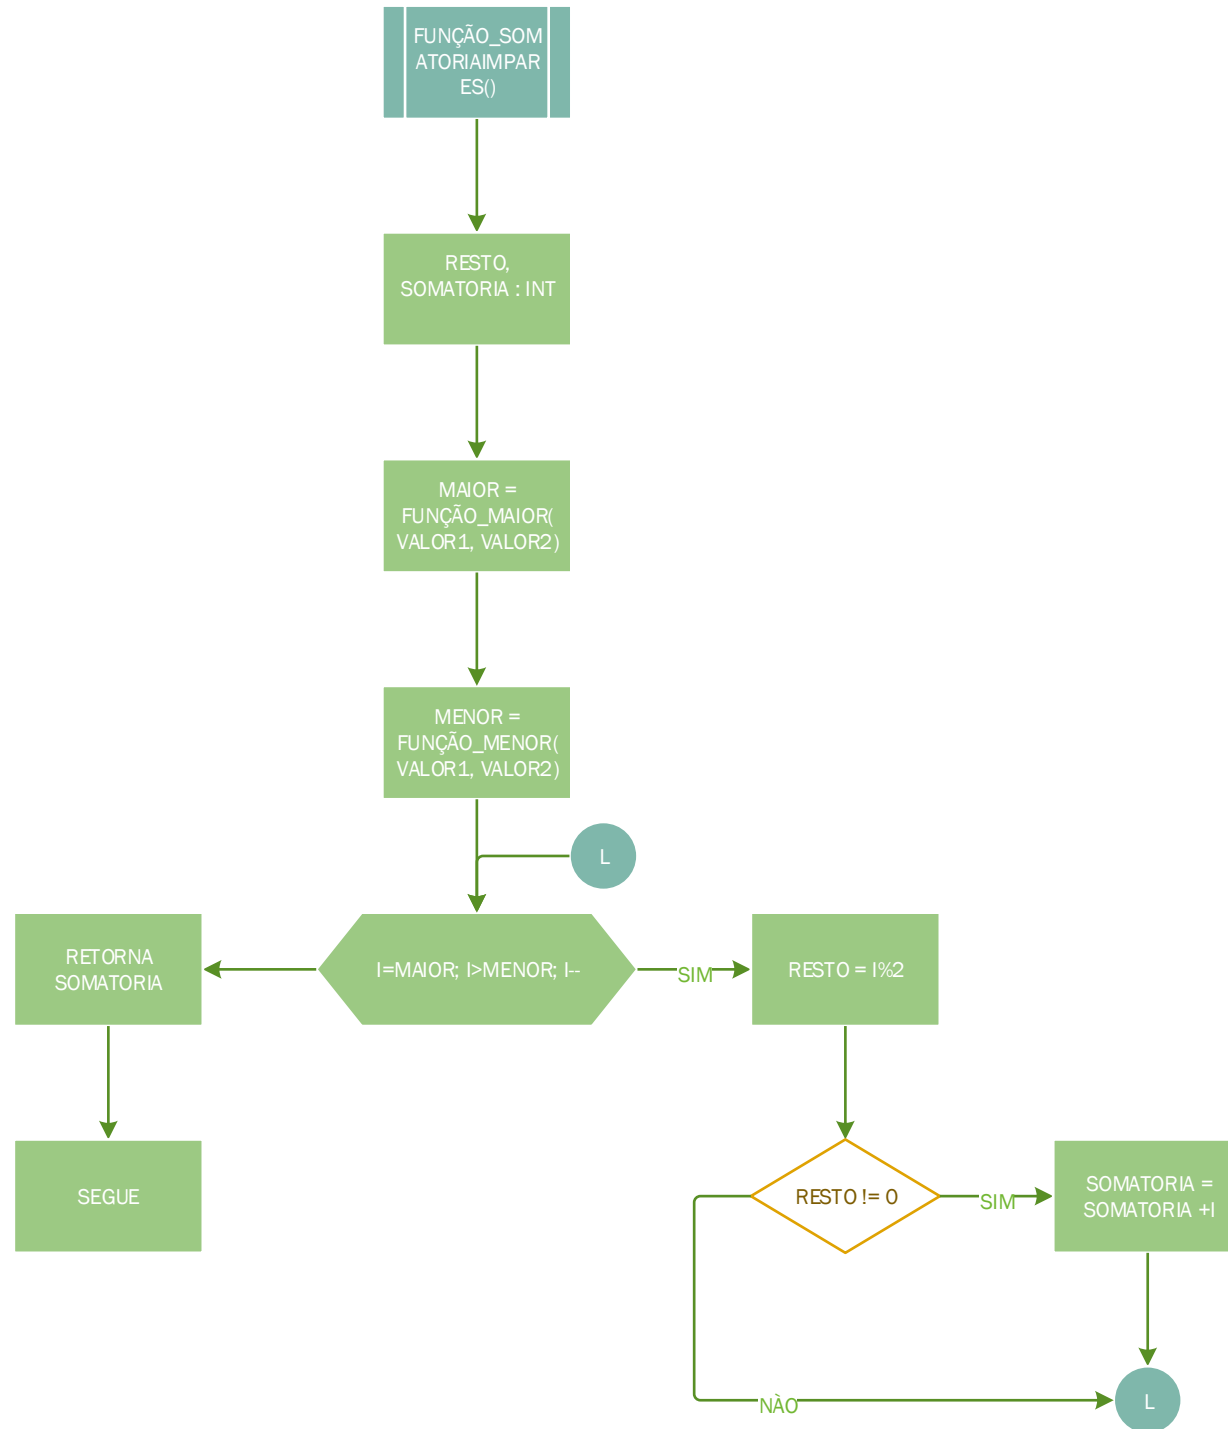 FUNÇÃO_SOM
ATORIAIMPAR
ES()
RESTO,
SOMATORIA : INT
MAIOR =
FUNÇÃO_MAIOR(
VALOR1, VALOR2)
MENOR =
FUNÇÃO_MENOR(
VALOR1, VALOR2)
L
RETORNA
SOMATORIA
I=MAIOR; I>MENOR; I--
SIM
RESTO = I%2
SEGUE
RESTO != 0
SIM
SOMATORIA =
SOMATORIA +I
NÀO
L